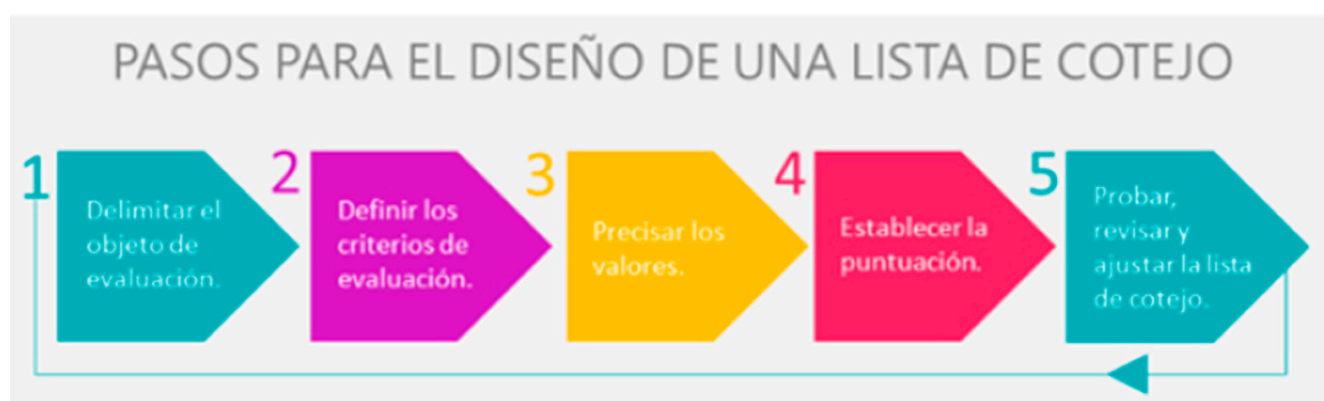 PASOS PARA EL DISEÑO DE UNA LISTA DE COTEJO
1
Delimitar el
objeto de
evaluación.
2
Definir los
criterios de
evaluación.
3
Precisar los
valores.
4
Establecer la
puntuación.
5
Probar,
revisar y
ajustar la lista
de cotejo.